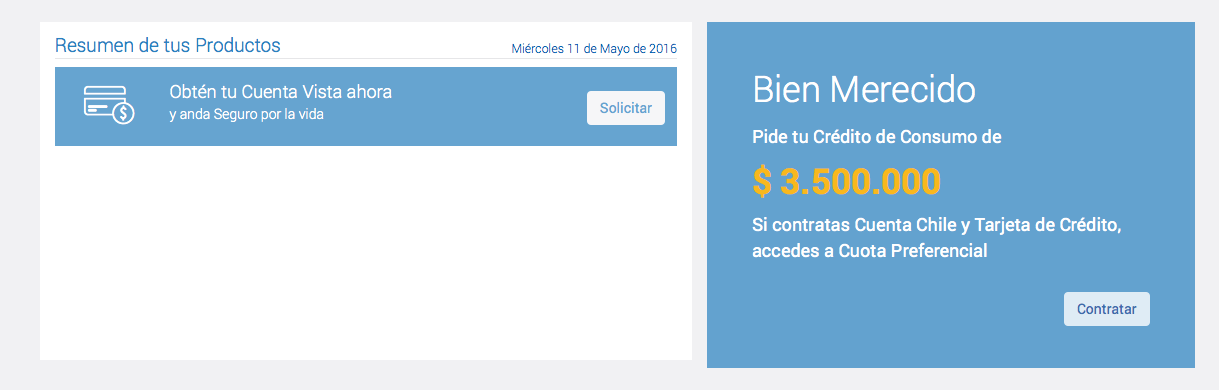 Resumen de tus Productos
Miércoles 11 de Mayo de 2016
Obtén tu Cuenta Vista ahora
y anda Seguro por la vida
Solicitar
$
Bien Merecido
Pide tu Crédito de Consumo de
$ 3.500.000
Si contratas Cuenta Chile y Tarjeta de Crédito,
accedes a Cuota Preferencial
Contratar